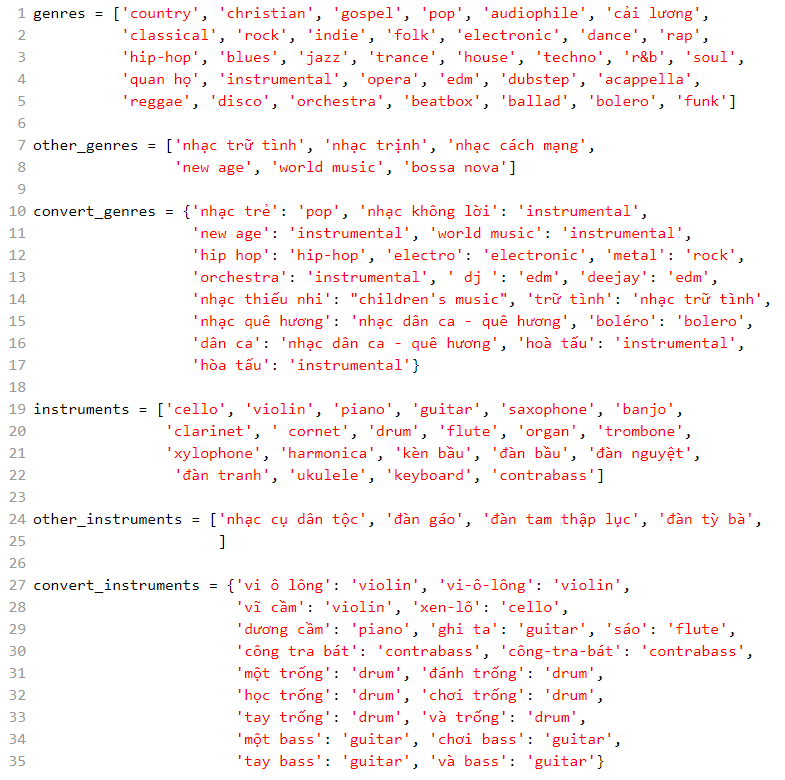 1 genres = ['country', 'christian', 'gospel', 'pop', 'audiophile', 'cải lương',
2 'classical', 'rock', 'indie', 'folk', 'electronic', 'dance', 'rap',
3 'hip-hop', 'blues', 'jazz', 'trance', 'house', 'techno', 'r&b', 'soul',
4 'quan họ', 'instrumental', 'opera', 'edm', 'dubstep', 'acappella',
5 'reggae', 'disco', 'orchestra', 'beatbox', 'ballad', 'bolero', 'funk']
6
7 other_genres = ['nhạc trữ tình', 'nhạc trịnh', 'nhạc cách mạng',
8 'new age', 'world music', 'bossa nova']
9
10 convert_genres = {'nhạc trẻ': 'pop', 'nhạc không lời': 'instrumental',
11 'new age': 'instrumental', 'world music': 'instrumental',
12 'hip hop': 'hip-hop', 'electro': 'electronic', 'metal': 'rock',
13 'orchestra': 'instrumental', ' dj ': 'edm', 'deejay': 'edm',
14 'nhạc thiếu nhi': "children's music", 'trữ tình': 'nhạc trữ tình',
15 'nhạc quê hương': 'nhạc dân ca - quê hương', 'boléro': 'bolero',
16 'dân ca': 'nhạc dân ca - quê hương', 'hoà tấu': 'instrumental',
17 'hòa tấu': 'instrumental'}
18
19 instruments = ['cello', 'violin', 'piano', 'guitar', 'saxophone', 'banjo',
20 'clarinet', ' cornet', 'drum', 'flute', 'organ', 'trombone',
21 'xylophone', 'harmonica', 'kèn bầu', 'đàn bầu', 'đàn nguyệt',
22 'đàn tranh', 'ukulele', 'keyboard', 'contrabass']
23
24 other_instruments = ['nhạc cụ dân tộc', 'đàn gáo', 'đàn tam thập lục', 'đàn tỳ bà',
25 ]
26
27 convert_instruments = {'vi ô lông': 'violin', 'vi-ô-lông': 'violin',
28 'vĩ cầm': 'violin', 'xen-lô': 'cello',
29 'dương cầm': 'piano', 'ghi ta': 'guitar', 'sáo': 'flute',
30 'công tra bát': 'contrabass', 'công-tra-bát': 'contrabass',
31 'một trống': 'drum', 'đánh trống': 'drum',
32 'học trống': 'drum', 'chơi trống': 'drum',
33 'tay trống': 'drum', 'và trống': 'drum',
34 'một bass': 'guitar', 'chơi bass': 'guitar',
35 'tay bass': 'guitar', 'và bass': 'guitar'}